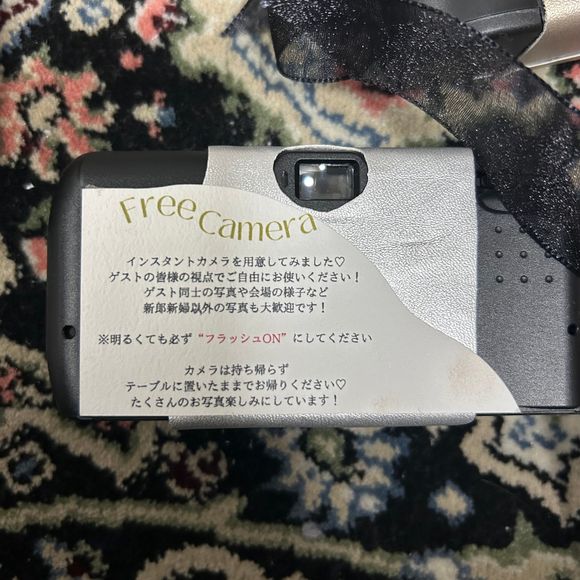 Free Camera
インスタントカメラを用意してみました♡
ゲストの皆様の視点でご自由にお使いください！
ゲスト同士の写真や会場の様子など
新郎新婦以外の写真も大歓迎です！
※明るくても必ず“フラッシュON”にしてください
カメラは持ち帰らず
テーブルに置いたままでお帰りください♡
たくさんのお写真楽しみにしています！